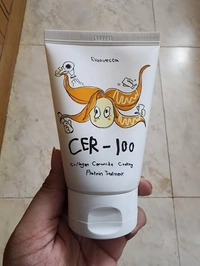 Elizavecca
CER-100
Collagen Ceramide Coating
Protein Treatment